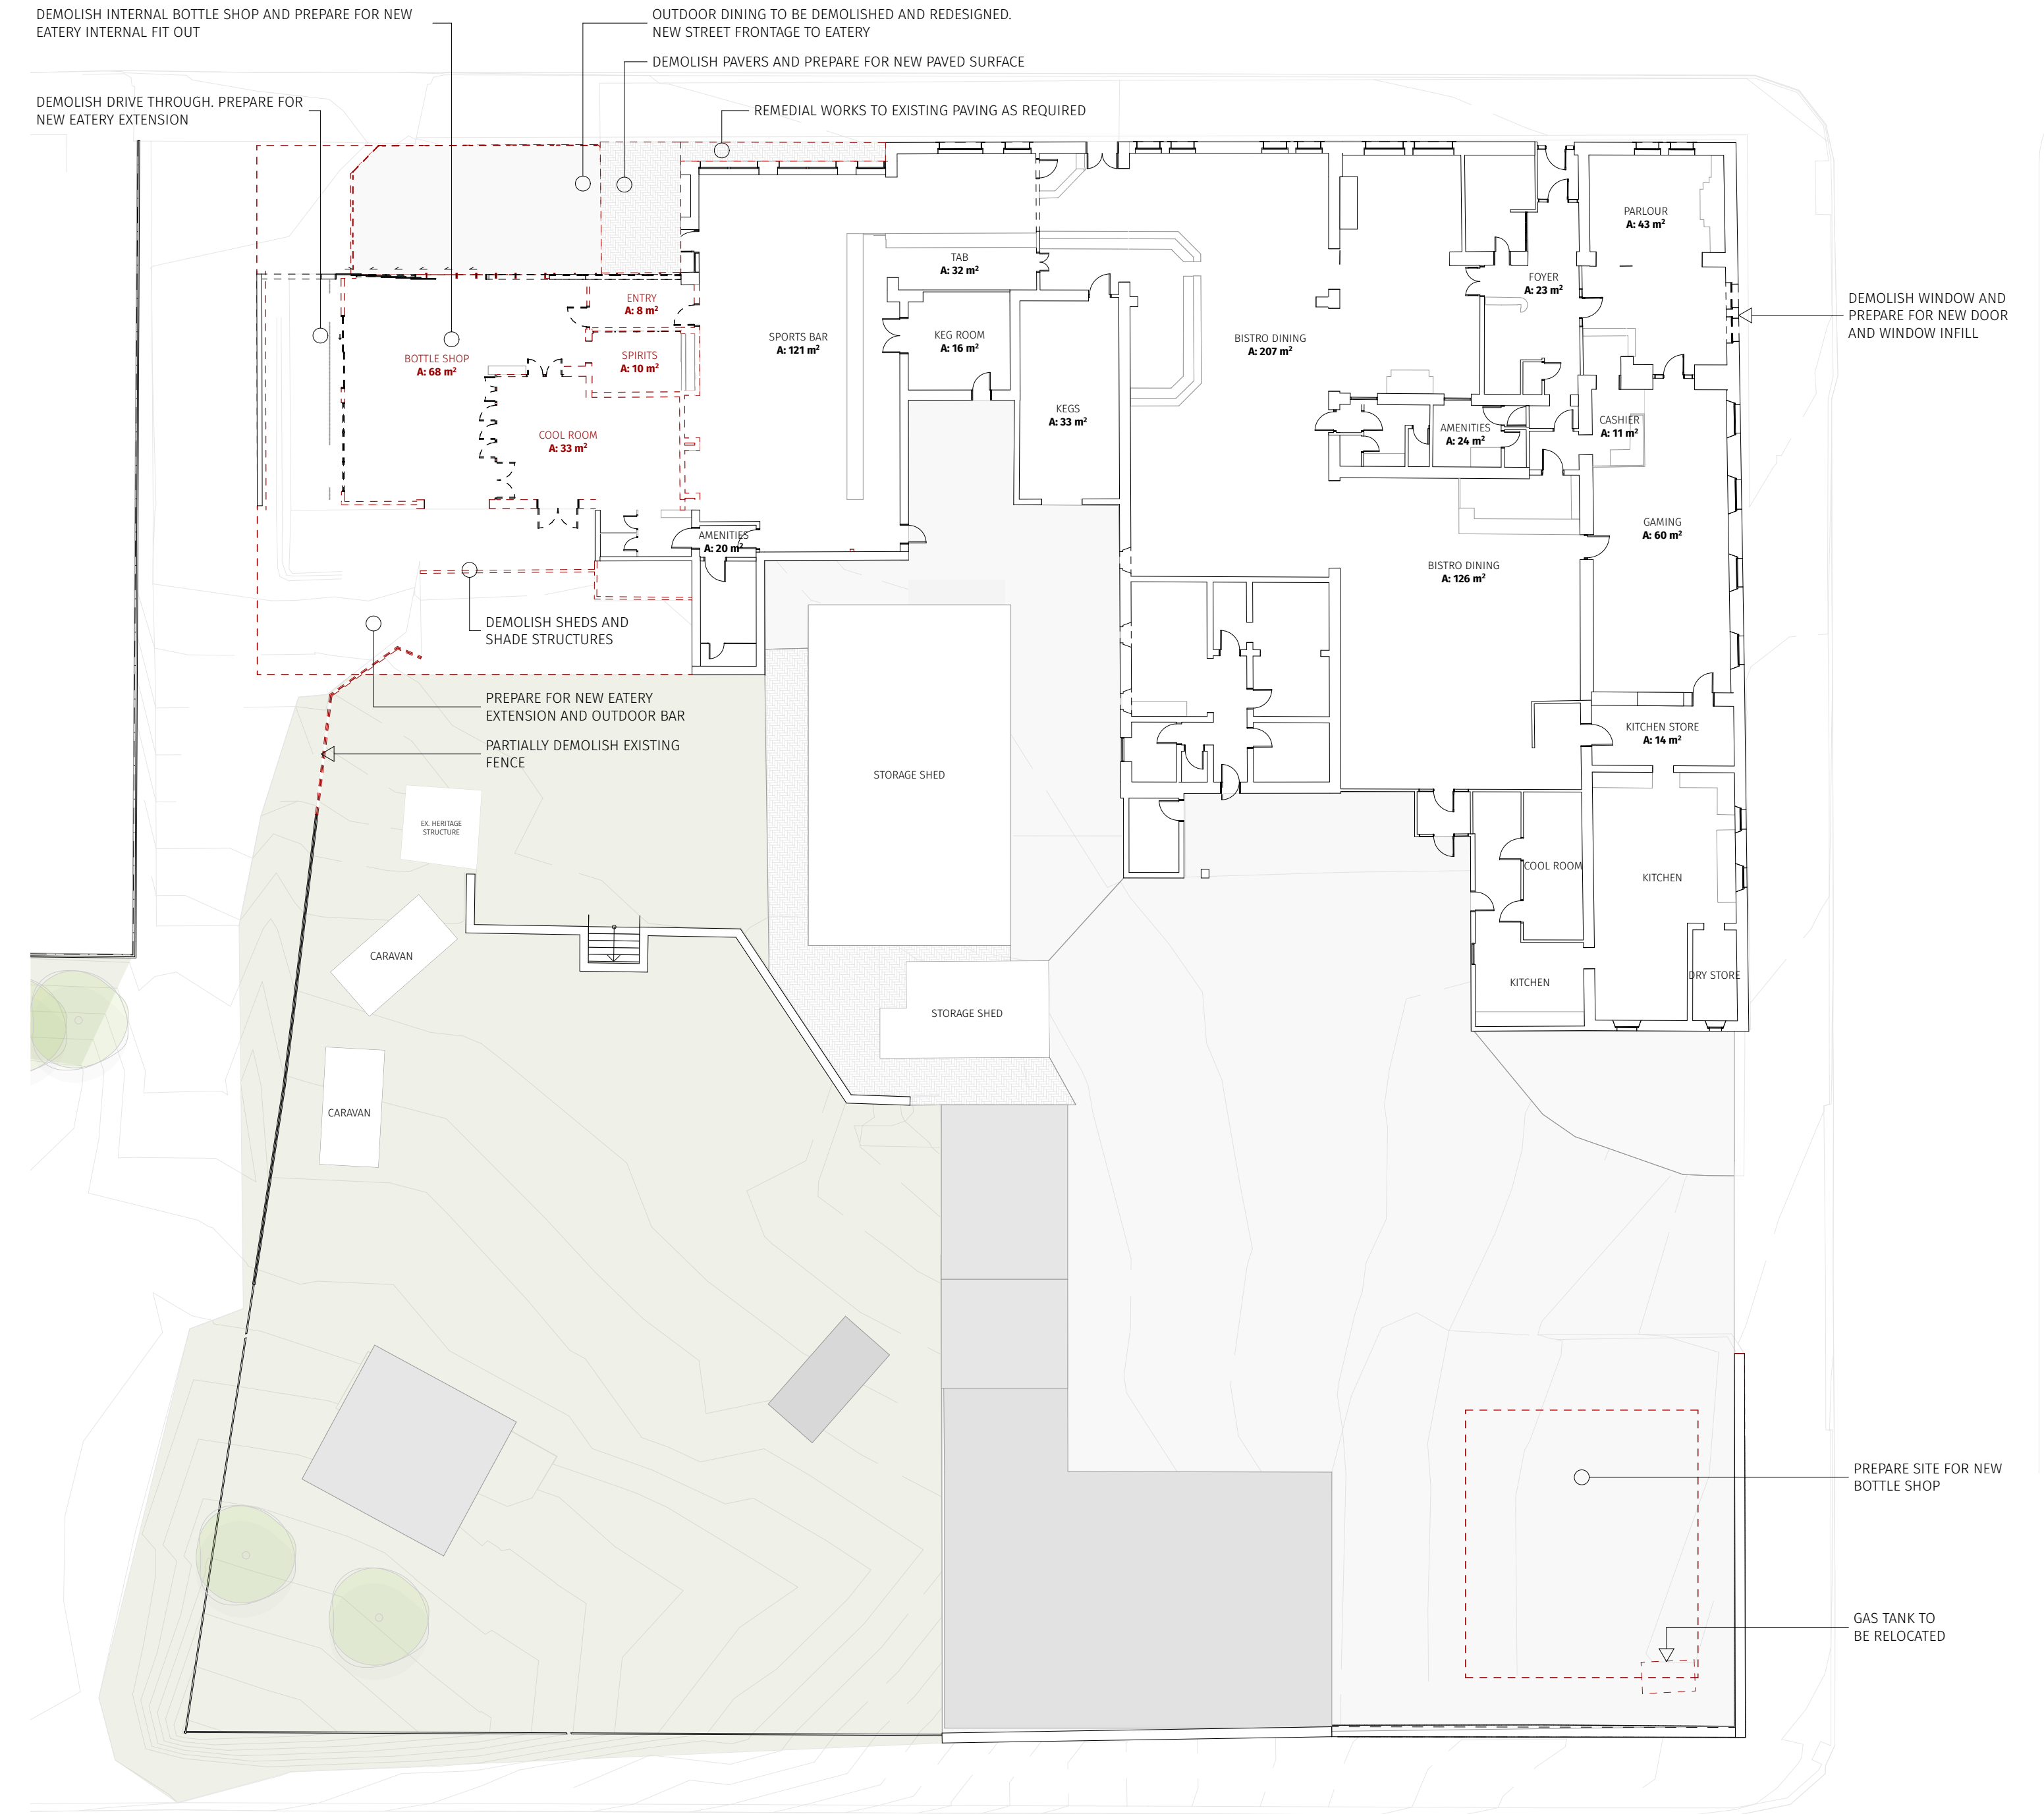 DEMOLISH INTERNAL BOTTLE SHOP AND PREPARE FOR NEW
EATERY INTERNAL FIT OUT
OUTDOOR DINING TO BE DEMOLISHED AND REDESIGNED.
NEW STREET FRONTAGE TO EATERY
DEMOLISH PAVERS AND PREPARE FOR NEW PAVED SURFACE
DEMOLISH DRIVE THROUGH. PREPARE FOR
NEW EATERY EXTENSION
REMEDIAL WORKS TO EXISTING PAVING AS REQUIRED
PARLOUR
A: 43 m²
TAB
A: 32 m²
FOYER
A: 23 m²
ENTRY
A: 8 m²
DEMOLISH WINDOW AND
PREPARE FOR NEW DOOR
AND WINDOW INFILL
SPORTS BAR
A: 121 m²
KEG ROOM
A: 16 m²
BISTRO DINING
A: 207 m²
BOTTLE SHOP
A: 68 m²
SPIRITS
A: 10 m²
KEGS
A: 33 m²
AMENITIES
A: 24 m²
CASHIER
A: 11 m²
COOL ROOM
A: 33 m²
GAMING
A: 60 m²
AMENITIES
A: 20 m²
BISTRO DINING
A: 126 m²
DEMOLISH SHEDS AND
SHADE STRUCTURES
PREPARE FOR NEW EATERY
EXTENSION AND OUTDOOR BAR
KITCHEN STORE
A: 14 m²
PARTIALLY DEMOLISH EXISTING
FENCE
STORAGE SHED
EX. HERITAGE
STRUCTURE
COOL ROOM
KITCHEN
CARAVAN
KITCHEN
DRY STORE
STORAGE SHED
CARAVAN
PREPARE SITE FOR NEW
BOTTLE SHOP
GAS TANK TO
BE RELOCATED